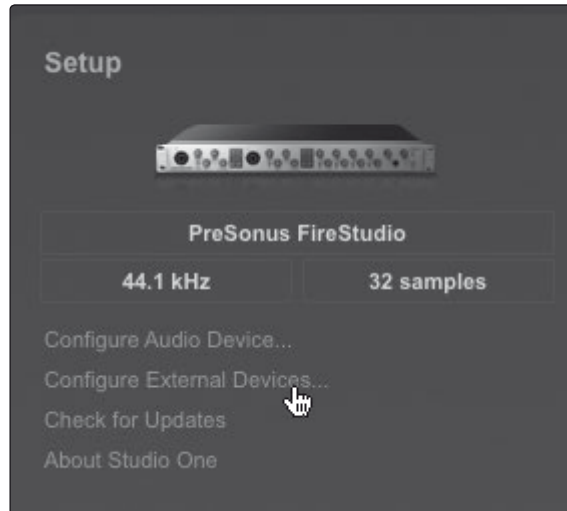 Setup
PreSonus FireStudio
44.1 kHz 32 samples
Configure Audio Device...
Configure External Devices...
Check for Updates
About Studio One